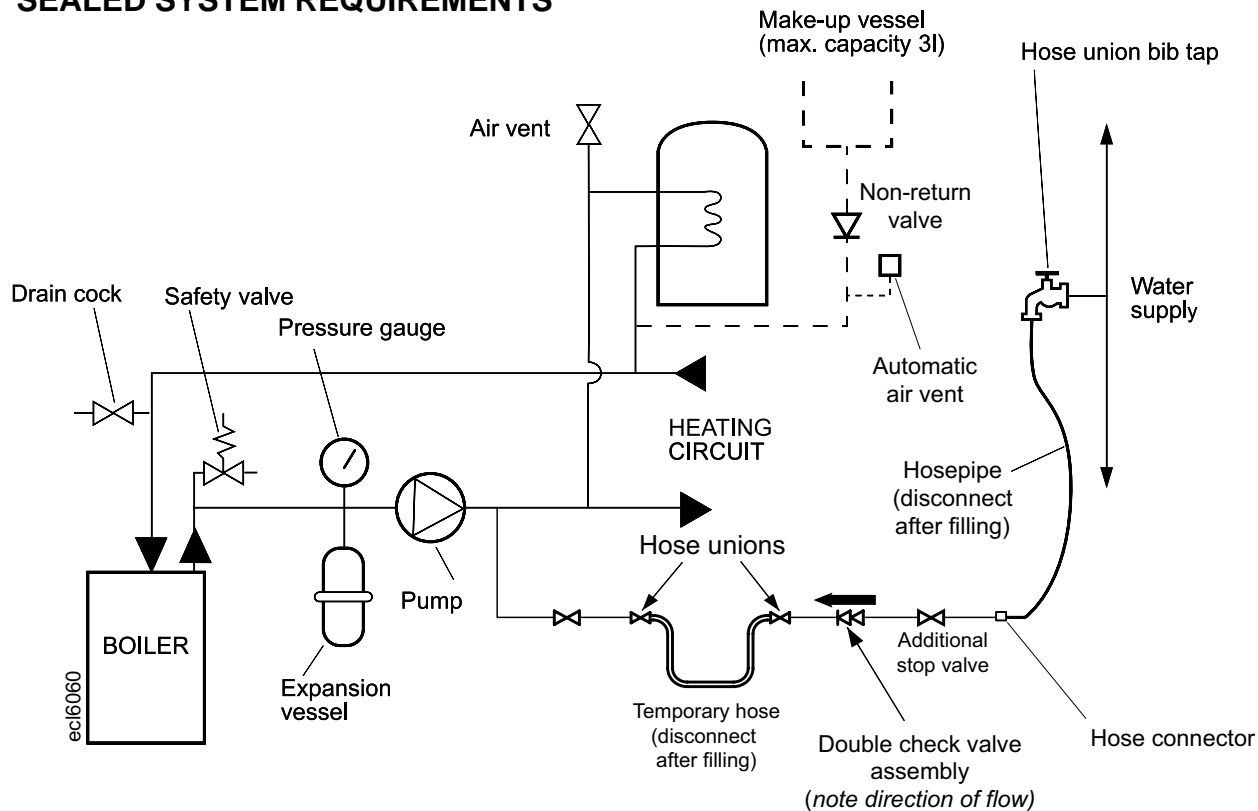 SEALED SYSTEM REQUIREMENTS
Make-up vessel
(max. capacity 3l)
Hose union bib tap
Air vent
Non-return
valve
Drain cock
Safety valve
Pressure gauge
Water
supply
Automatic
air vent
HEATING
CIRCUIT
Hosepipe
(disconnect
after filling)
Hose unions
Pump
BOILER
Additional
stop valve
Expansion
vessel
ecl6060
Temporary hose
(disconnect
after filling)
Double check valve
assembly
(note direction of flow)
Hose connector